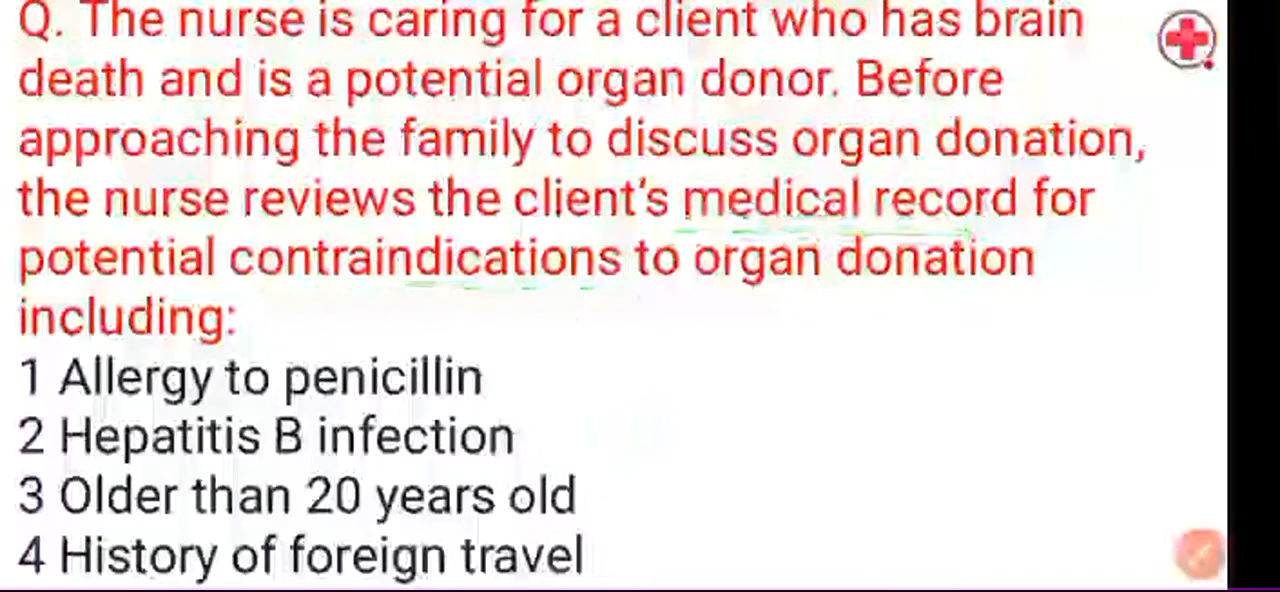 Q. The nurse is caring for a client who has brain
death and is a potential organ donor. Before
approaching the family to discuss organ donation,
the nurse reviews the client's medical record for
potential contraindications to organ donation
including:
1 Allergy to penicillin
2 Hepatitis B infection
3 Older than 20 years old
4 History of foreign travel